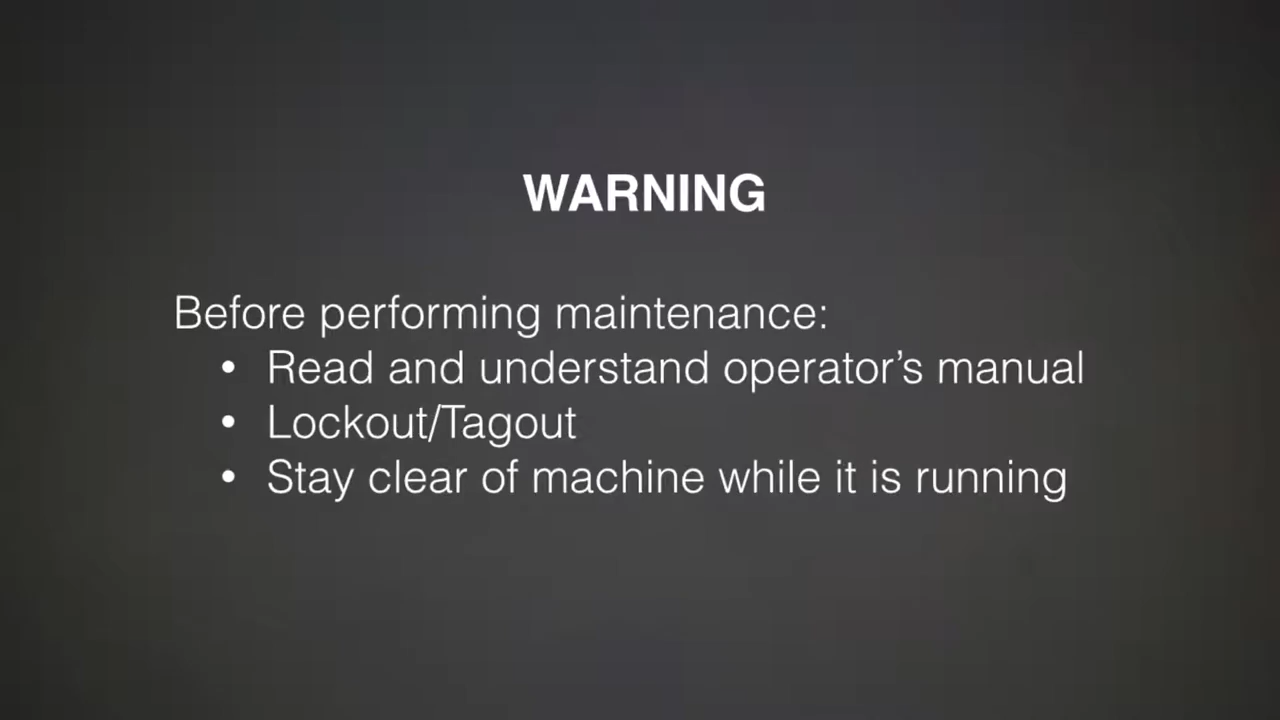 WARNING
Before performing maintenance:
• Read and understand operator’s manual
• Lockout/Tagout
• Stay clear of machine while it is running